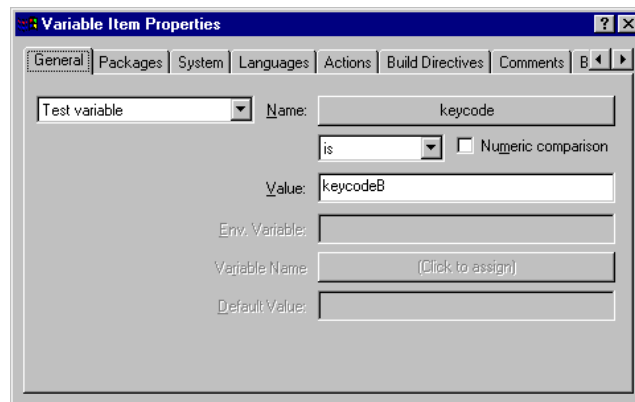 Variable Item Properties
General Packages System Languages Actions Build Directives Comments B
Test variable Name: keycode
is Numeric comparison
Value: keycodeB
Env. Variable:
Variable Name (Click to assign)
Default Value: